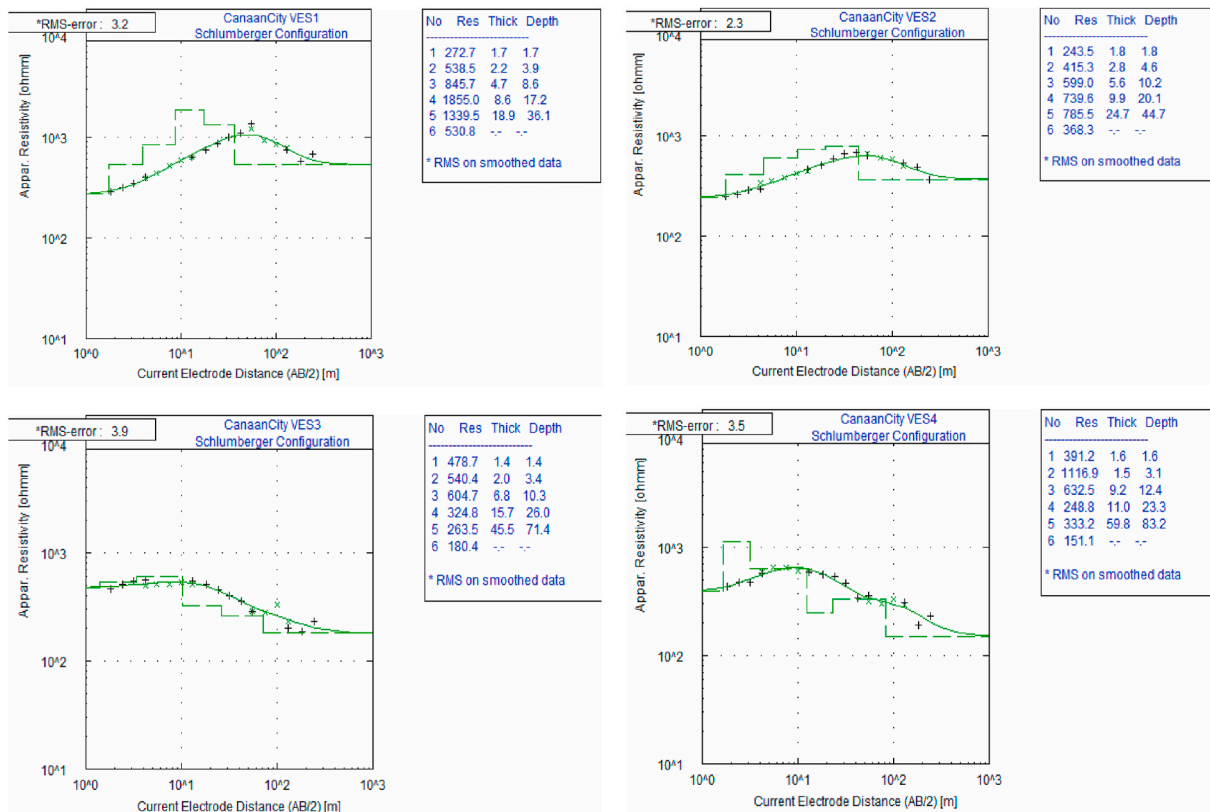 *RMS-error : 3.2
CanaanCity VES1
Schlumberger Configuration
10^4
10^3
10^2
10^1
Appar. Resistivity [ohmm]
10^0 10^1 10^2 10^3
Current Electrode Distance (AB/2) [m]
No Res Thick Depth
1 272.7 1.7 1.7
2 538.5 2.2 3.9
3 845.7 4.7 8.6
4 1855.0 8.6 17.2
5 1339.5 18.9 36.1
6 530.8 -.- -.-
* RMS on smoothed data
*RMS-error : 2.3
CanaanCity VES2
Schlumberger Configuration
10^4
10^3
10^2
10^1
Appar. Resistivity [ohmm]
10^0 10^1 10^2 10^3
Current Electrode Distance (AB/2) [m]
No Res Thick Depth
1 243.5 1.8 1.8
2 415.3 2.8 4.6
3 599.0 5.6 10.2
4 739.6 9.9 20.1
5 785.5 24.7 44.7
6 368.3 -.- -.-
* RMS on smoothed data
*RMS-error : 3.9
CanaanCity VES3
Schlumberger Configuration
10^4
10^3
10^2
10^1
Appar. Resistivity [ohmm]
10^0 10^1 10^2 10^3
Current Electrode Distance (AB/2) [m]
No Res Thick Depth
1 478.7 1.4 1.4
2 540.4 2.0 3.4
3 604.7 6.8 10.3
4 324.8 15.7 26.0
5 263.5 45.5 71.4
6 180.4 -.- -.-
* RMS on smoothed data
*RMS-error : 3.5
CanaanCity VES4
Schlumberger Configuration
10^4
10^3
10^2
10^1
Appar. Resistivity [ohmm]
10^0 10^1 10^2 10^3
Current Electrode Distance (AB/2) [m]
No Res Thick Depth
1 391.2 1.6 1.6
2 1116.9 1.5 3.1
3 632.5 9.2 12.4
4 248.8 11.0 23.3
5 333.2 59.8 83.2
6 151.1 -.- -.-
* RMS on smoothed data